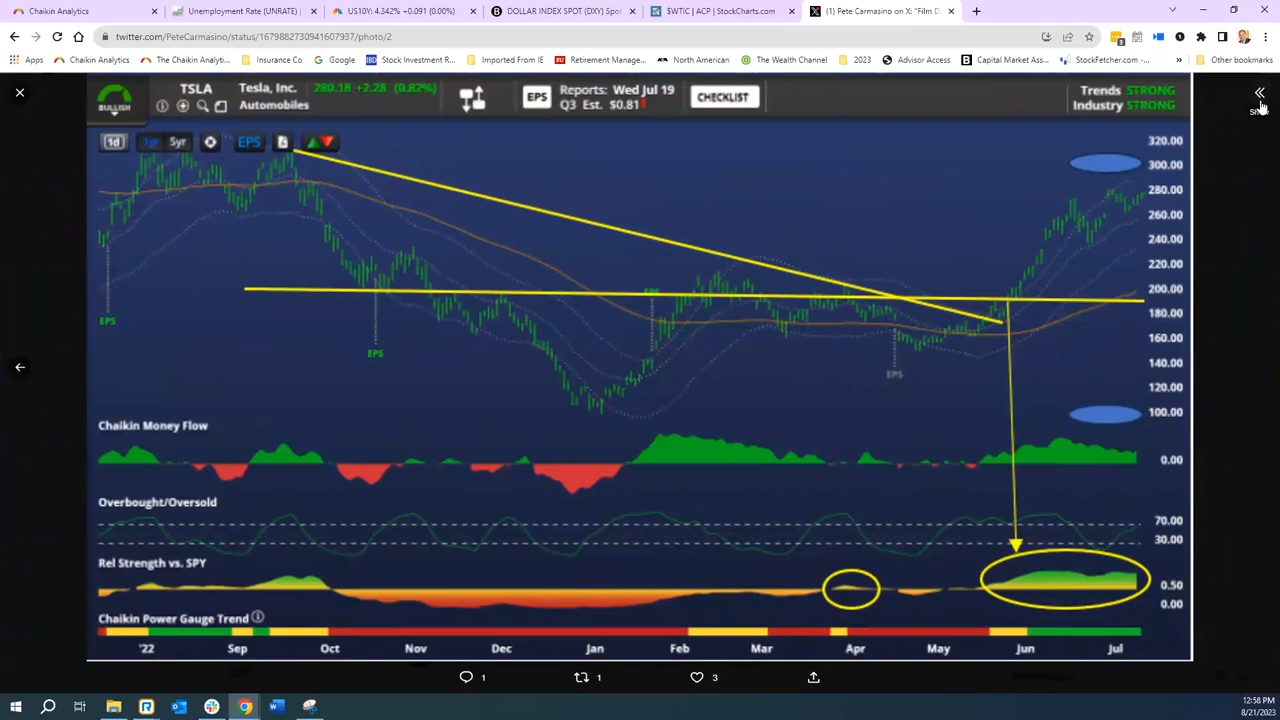 Chaikin Analytics
Unemployment Rate (UNRATE) |
US10Y: 4.342% +0.091 (0.00%)
DOLLAR INDEX SPOT (DXY) Spot
$WTIC | ACP | StockCharts.com
(1) Pete Carmasino on X: "Film D
twitter.com/PeteCarmasino/status/1679882730941607937/photo/2
Apps
Chaikin Analytics
The Chaikin Analyti...
Insurance Co
Google
Stock Investment R...
Imported From IE
Retirement Manage...
North American
The Wealth Channel
2023
Advisor Access
Capital Market Ass...
StockFetcher.com -...
Other bookmarks
BULLISH
TSLA
Tesla, Inc.
Automobiles
280.18 +2.28 (0.82%)
EPS
Reports: Wed Jul 19
Q3 Est. $0.81
CHECKLIST
Trends STRONG
Industry STRONG
1d
1yr
5yr
EPS
320.00
300.00
280.00
260.00
240.00
220.00
200.00
180.00
160.00
140.00
120.00
100.00
EPS
EPS
EPS
EPS
Chaikin Money Flow
0.00
Overbought/Oversold
70.00
30.00
Rel Strength vs. SPY
0.50
0.00
Chaikin Power Gauge Trend
'22
Sep
Oct
Nov
Dec
Jan
Feb
Mar
Apr
May
Jun
Jul
1
1
3
12:58 PM
8/21/2023